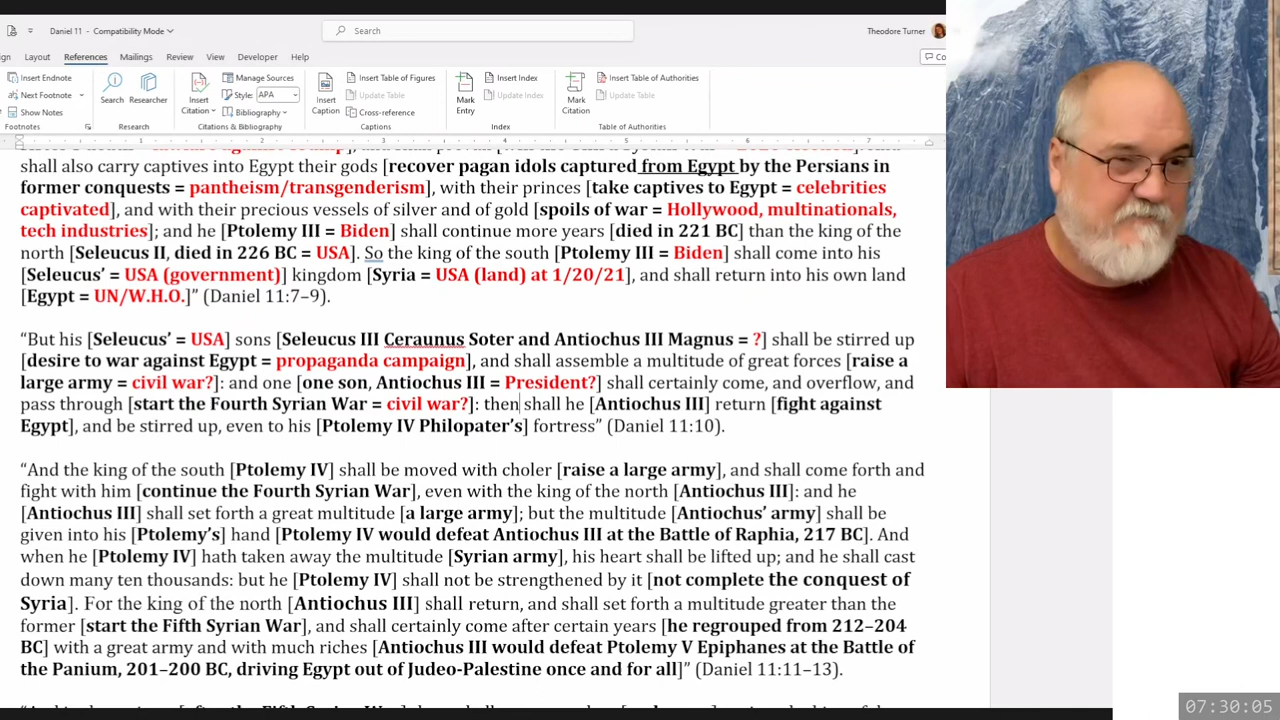 Daniel 11 - Compatibility Mode
Search
Theodore Turner
Layout References Mailings Review View Developer Help
Insert Endnote
Next Footnote
Show Notes
Footnotes
Search
Researcher
Research
Insert Citation
Manage Sources
Style: APA
Bibliography
Citations & Bibliography
Insert Caption
Insert Table of Figures
Update Table
Cross-reference
Captions
Mark Entry
Insert Index
Update Index
Index
Mark Citation
Insert Table of Authorities
Update Table
Table of Authorities
shall also carry captives into Egypt their gods [recover pagan idols captured from Egypt by the Persians in
former conquests = pantheism/transgenderism], with their princes [take captives to Egypt = celebrities
captivated], and with their precious vessels of silver and of gold [spoils of war = Hollywood, multinationals,
tech industries]; and he [Ptolemy III = Biden] shall continue more years [died in 221 BC] than the king of the
north [Seleucus II, died in 226 BC = USA]. So the king of the south [Ptolemy III = Biden] shall come into his
[Seleucus’ = USA (government)] kingdom [Syria = USA (land) at 1/20/21], and shall return into his own land
[Egypt = UN/W.H.O.]” (Daniel 11:7–9).
“But his [Seleucus’ = USA] sons [Seleucus III Ceraunus Soter and Antiochus III Magnus = ?] shall be stirred up
[desire to war against Egypt = propaganda campaign], and shall assemble a multitude of great forces [raise a
large army = civil war?]: and one [one son, Antiochus III = President?] shall certainly come, and overflow, and
pass through [start the Fourth Syrian War = civil war?]: then shall he [Antiochus III] return [fight against
Egypt], and be stirred up, even to his [Ptolemy IV Philopater’s] fortress” (Daniel 11:10).
“And the king of the south [Ptolemy IV] shall be moved with choler [raise a large army], and shall come forth and
fight with him [continue the Fourth Syrian War], even with the king of the north [Antiochus III]: and he
[Antiochus III] shall set forth a great multitude [a large army]; but the multitude [Antiochus’ army] shall be
given into his [Ptolemy’s] hand [Ptolemy IV would defeat Antiochus III at the Battle of Raphia, 217 BC]. And
when he [Ptolemy IV] hath taken away the multitude [Syrian army], his heart shall be lifted up; and he shall cast
down many ten thousands: but he [Ptolemy IV] shall not be strengthened by it [not complete the conquest of
Syria]. For the king of the north [Antiochus III] shall return, and shall set forth a multitude greater than the
former [start the Fifth Syrian War], and shall certainly come after certain years [he regrouped from 212–204
BC] with a great army and with much riches [Antiochus III would defeat Ptolemy V Epiphanes at the Battle of
the Panium, 201–200 BC, driving Egypt out of Judeo-Palestine once and for all]” (Daniel 11:11–13).
07:30:05